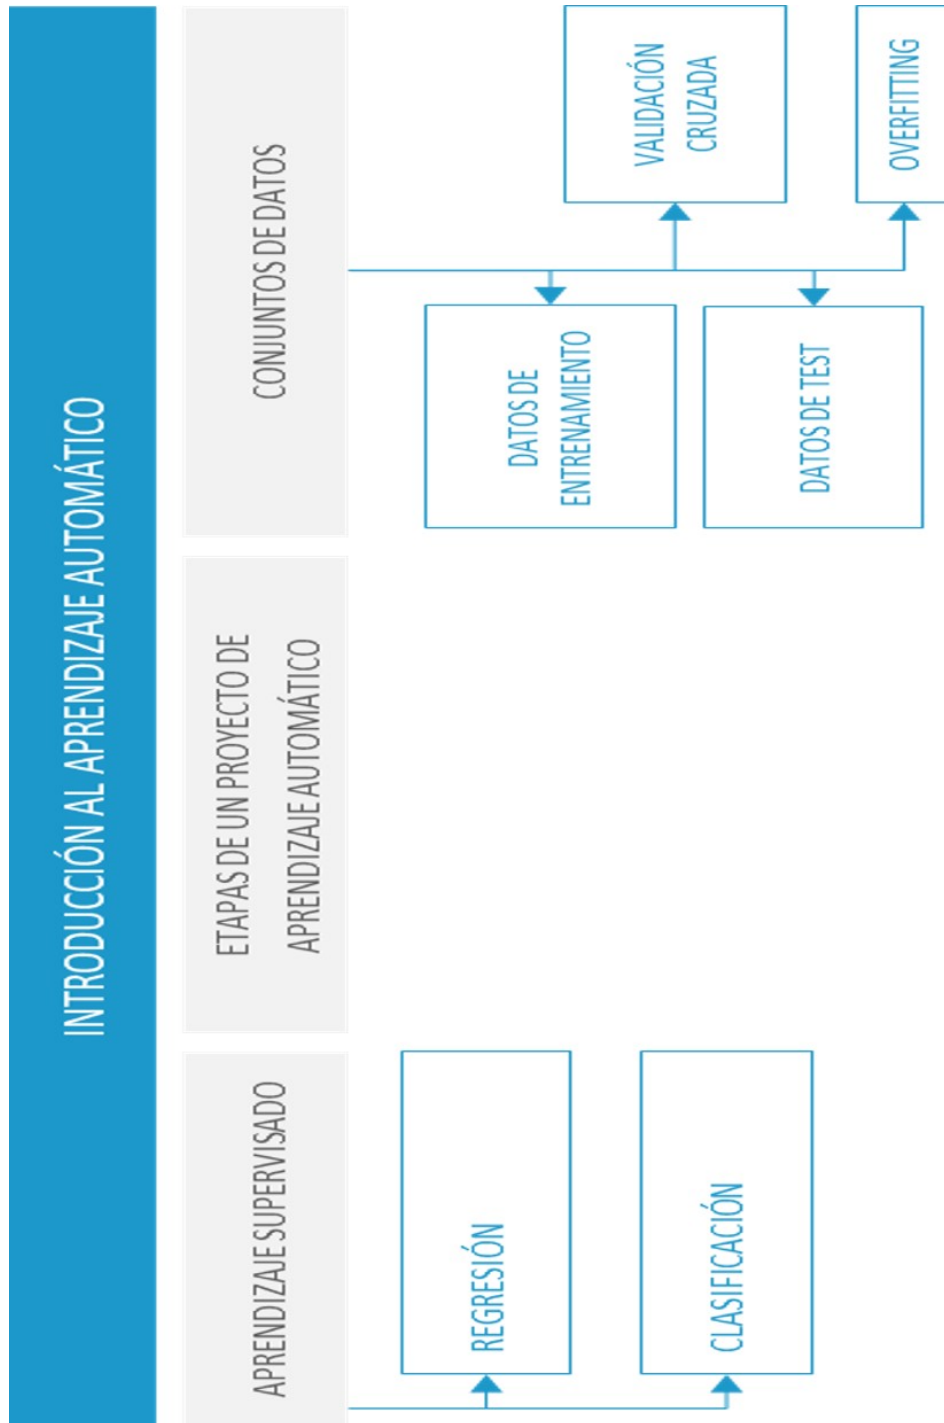 INTRODUCCIÓN AL APRENDIZAJE AUTOMÁTICO
APRENDIZAJE SUPERVISADO
REGRESIÓN
CLASIFICACIÓN
ETAPAS DE UN PROYECTO DE
APRENDIZAJE AUTOMÁTICO
CONJUNTOS DE DATOS
DATOS DE
ENTRENAMIENTO
VALIDACIÓN
CRUZADA
DATOS DE TEST
OVERFITTING